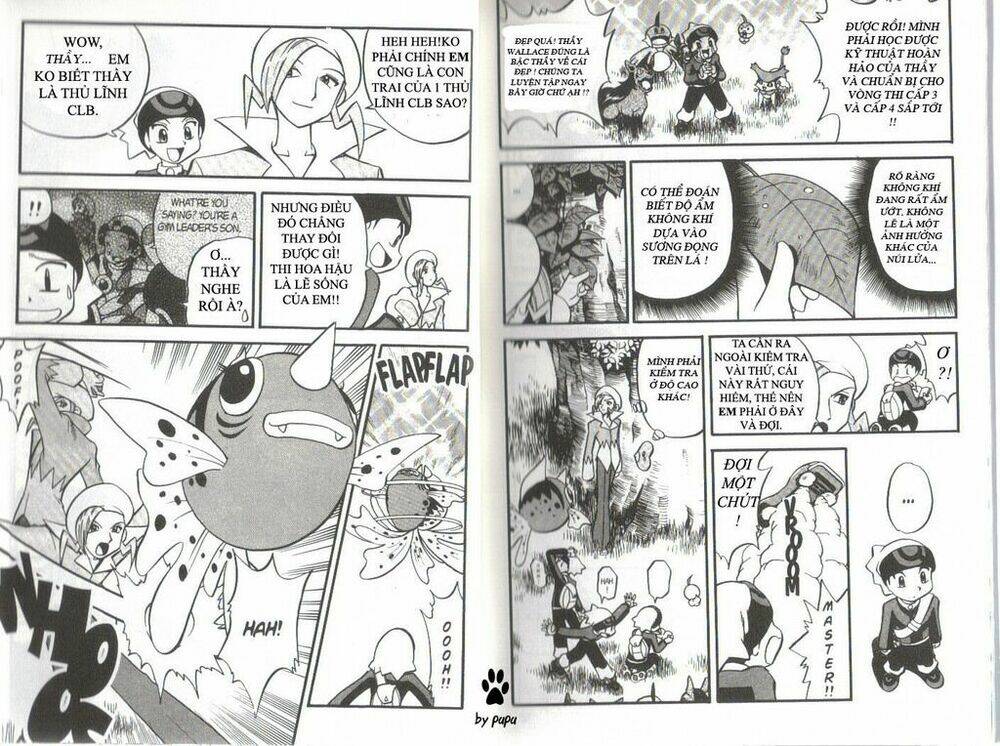 WOW,
THẦY... EM
KO BIẾT THẦY
LÀ THỦ LĨNH
CLB.
HEH HEH!KO
PHẢI CHÍNH EM
CŨNG LÀ CON
TRAI CỦA 1 THỦ
LĨNH CLB SAO?
!!
WHAT'RE YOU
SAYING? YOU'RE A
GYM LEADER'S SON.
Ơ...
THẦY
NGHE
RỒI À?
NHƯNG ĐIỀU
ĐÓ CHẲNG
THAY ĐỔI
ĐƯỢC GÌ!
THI HOA HẬU
LÀ LẼ SỐNG
CỦA EM!!
POOF!
FLAPFLAP
HAH!
OOOH!!
ĐẸP QUÁ! THẦY
WALLACE ĐÚNG LÀ
BẬC THẦY VỀ CÁI
ĐẸP ! CHÚNG TA
LUYỆN TẬP NGAY
BÂY GIỜ CHỨ ẠH !?
ĐƯỢC RỒI! MÌNH
PHẢI HỌC ĐƯỢC
KỸ THUẬT HOÀN
HẢO CỦA THẦY
VÀ CHUẨN BỊ CHO
VÒNG THI CẤP 3
VÀ CẤP 4 SẮP TỚI
!!
CÓ THỂ ĐOÁN
BIẾT ĐỘ ẨM
KHÔNG KHÍ
DỰA VÀO
SƯƠNG ĐỌNG
TRÊN LÁ !
RÕ RÀNG
KHÔNG KHÍ
ĐANG RẤT ẨM
ƯỚT. KHÔNG
LẼ LÀ MỘT
ẢNH HƯỞNG
KHÁC CỦA
NÚI LỬA...
MÌNH PHẢI
KIỂM TRA
Ở ĐỘ CAO
KHÁC!
TA CẦN RA
NGOÀI KIỂM TRA
VÀI THỨ, CÁI
NÀY RẤT NGUY
HIỂM, THẾ NÊN
EM PHẢI Ở ĐÂY
VÀ ĐỢI.
Ơ
?!
HAH
ĐỢI
MỘT
CHÚT
!
VROOM
MASTER!!
...
by papa